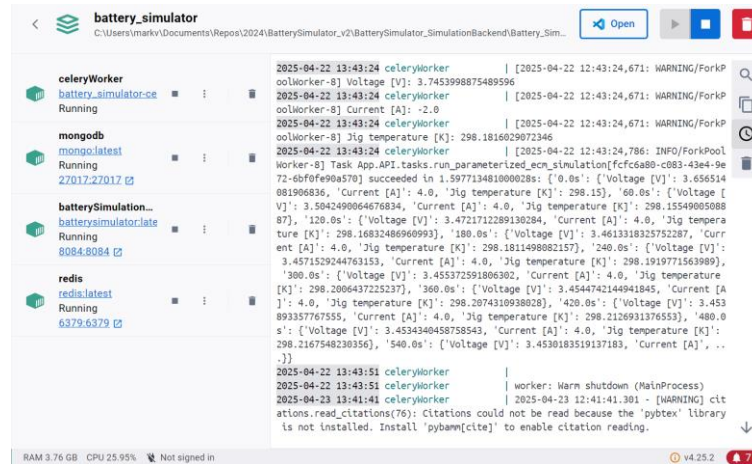 battery_simulator
C:\Users\markv\Documents\Repos\2024\BatterySimulator_v2\BatterySimulator_SimulationBackend\Battery_Sim...
Open
celeryWorker
battery_simulator-ce
Running
mongodb
mongo:latest
Running
27017:27017
batterySimulation...
batterysimulator:late
Running
8084:8084
redis
redis:latest
Running
6379:6379
2025-04-22 13:43:24 celeryWorker | [2025-04-22 12:43:24,671: WARNING/ForkP
oolWorker-8] Voltage [V]: 3.7453998875489596
2025-04-22 13:43:24 celeryWorker | [2025-04-22 12:43:24,671: WARNING/ForkP
oolWorker-8] Current [A]: -2.0
2025-04-22 13:43:24 celeryWorker | [2025-04-22 12:43:24,671: WARNING/ForkP
oolWorker-8] Jig temperature [K]: 298.1816029072346
2025-04-22 13:43:24 celeryWorker | [2025-04-22 12:43:24,786: INFO/ForkPool
Worker-8] Task App.API.tasks.run_parameterized_ecm_simulation[fcfc6a80-c083-43e4-9e
72-6bf0fe90a570] succeeded in 1.597713481000028s: {'0.0s': {'Voltage [V]': 3.656514
081906836, 'Current [A]': 4.0, 'Jig temperature [K]': 298.15}, '60.0s': {'Voltage [
V]': 3.5042490064676834, 'Current [A]': 4.0, 'Jig temperature [K]': 298.15549005088
87}, '120.0s': {'Voltage [V]': 3.4721712289130284, 'Current [A]': 4.0, 'Jig tempera
ture [K]': 298.16832486960993}, '180.0s': {'Voltage [V]': 3.4613318325752287, 'Curr
ent [A]': 4.0, 'Jig temperature [K]': 298.1811498082157}, '240.0s': {'Voltage [V]':
3.457152924476315​3, 'Current [A]': 4.0, 'Jig temperature [K]': 298.1919771563989},
'300.0s': {'Voltage [V]': 3.455372591806302, 'Current [A]': 4.0, 'Jig temperature
[K]': 298.2006437225237}, '360.0s': {'Voltage [V]': 3.4544742144941845, 'Current [A
]': 4.0, 'Jig temperature [K]': 298.2074310938028}, '420.0s': {'Voltage [V]': 3.453
893357767555, 'Current [A]': 4.0, 'Jig temperature [K]': 298.2126931376553}, '480.0
s': {'Voltage [V]': 3.4534340458758543, 'Current [A]': 4.0, 'Jig temperature [K]':
298.2167548230356}, '540.0s': {'Voltage [V]': 3.4530183519137183, 'Current [A]', ..
.}}
2025-04-22 13:43:51 celeryWorker |
2025-04-22 13:43:51 celeryWorker | worker: Warm shutdown (MainProcess)
2025-04-23 13:41:41 celeryWorker | 2025-04-23 12:41:41.301 - [WARNING] cit
ations.read_citations(76): Citations could not be read because the 'pybtex' library
is not installed. Install 'pybamm[cite]' to enable citation reading.
RAM 3.76 GB CPU 25.95% Not signed in
v4.25.2
7